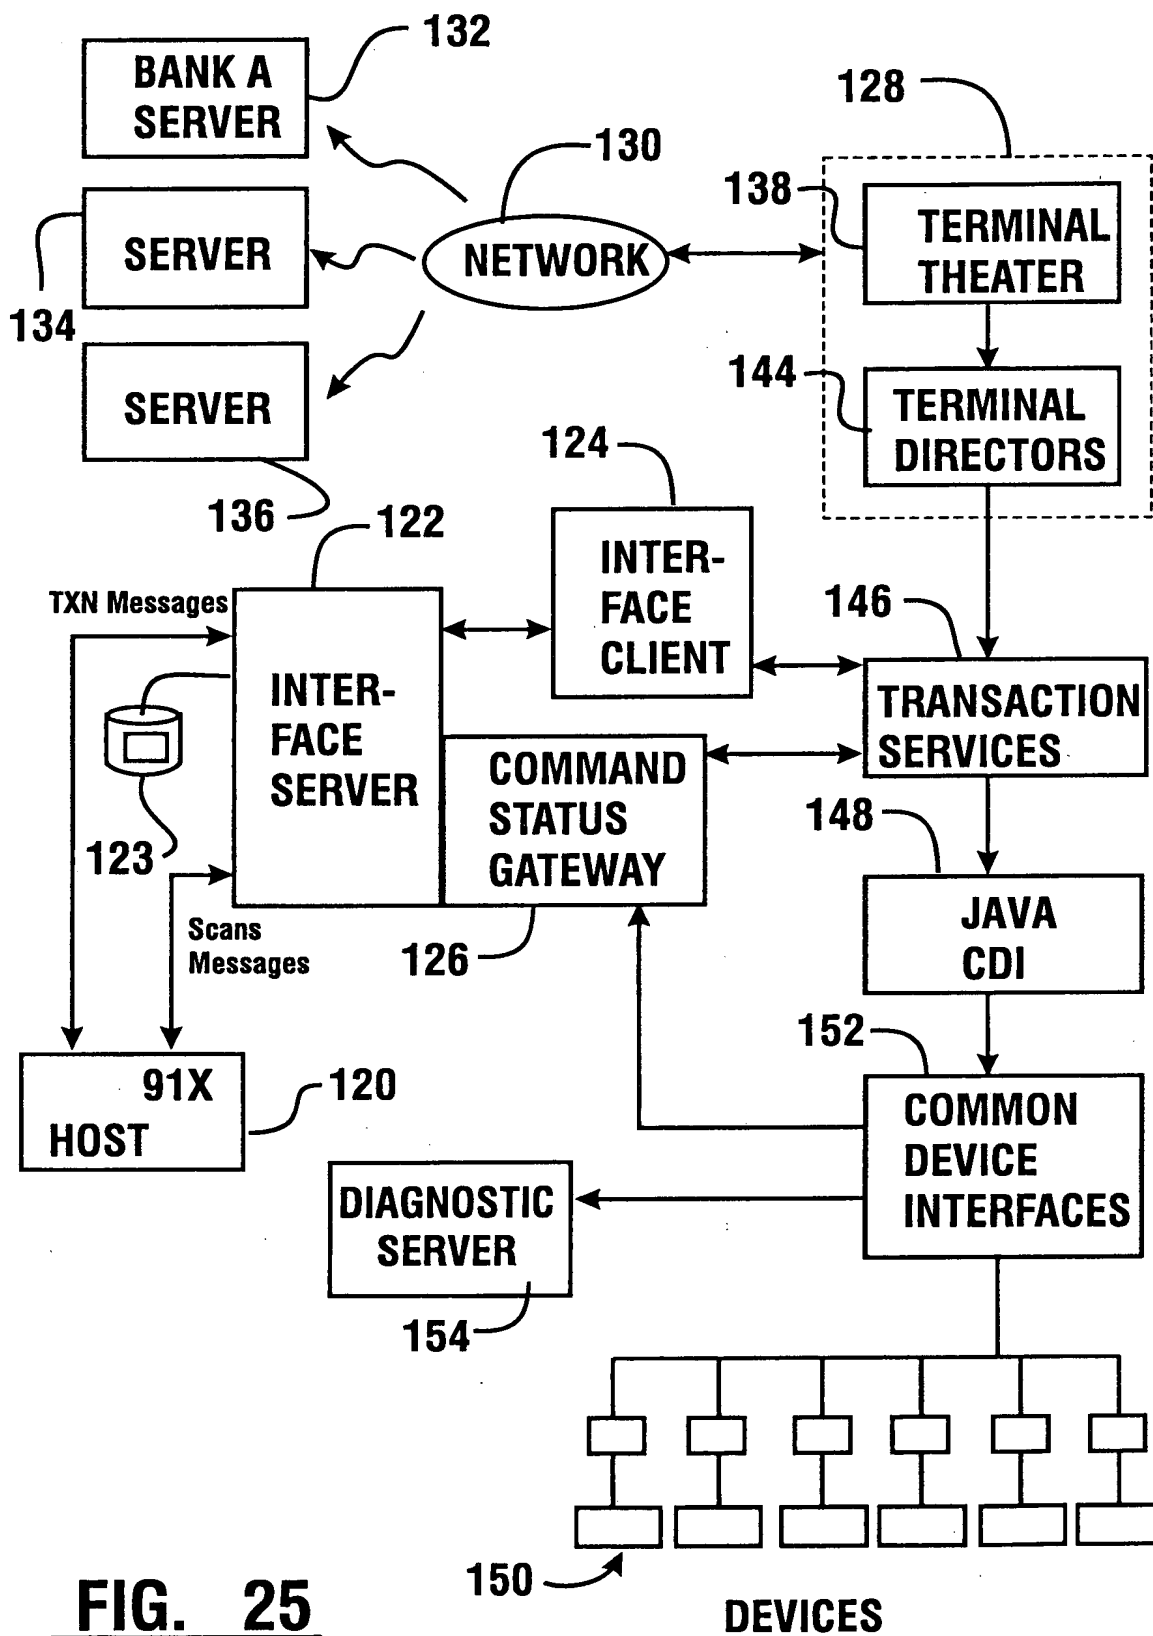 132
BANK A
SERVER
128
130
138
TERMINAL
THEATER
SERVER
NETWORK
134
144
TERMINAL
DIRECTORS
SERVER
124
136
122
INTER-
FACE
CLIENT
146
TXN Messages
INTER-
FACE
SERVER
TRANSACTION
SERVICES
COMMAND
STATUS
GATEWAY
148
123
JAVA
CDI
Scans
Messages
126
152
91X
HOST
120
COMMON
DEVICE
INTERFACES
DIAGNOSTIC
SERVER
154
150
DEVICES
FIG. 25